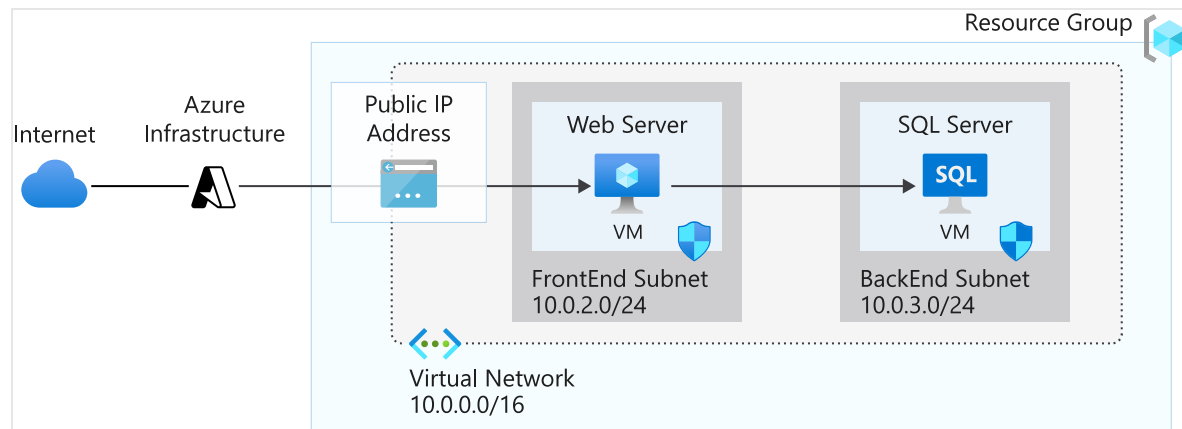 Resource Group
Internet
Azure
Infrastructure
Public IP
Address
Web Server
VM
FrontEnd Subnet
10.0.2.0/24
SQL Server
SQL
VM
BackEnd Subnet
10.0.3.0/24
Virtual Network
10.0.0.0/16